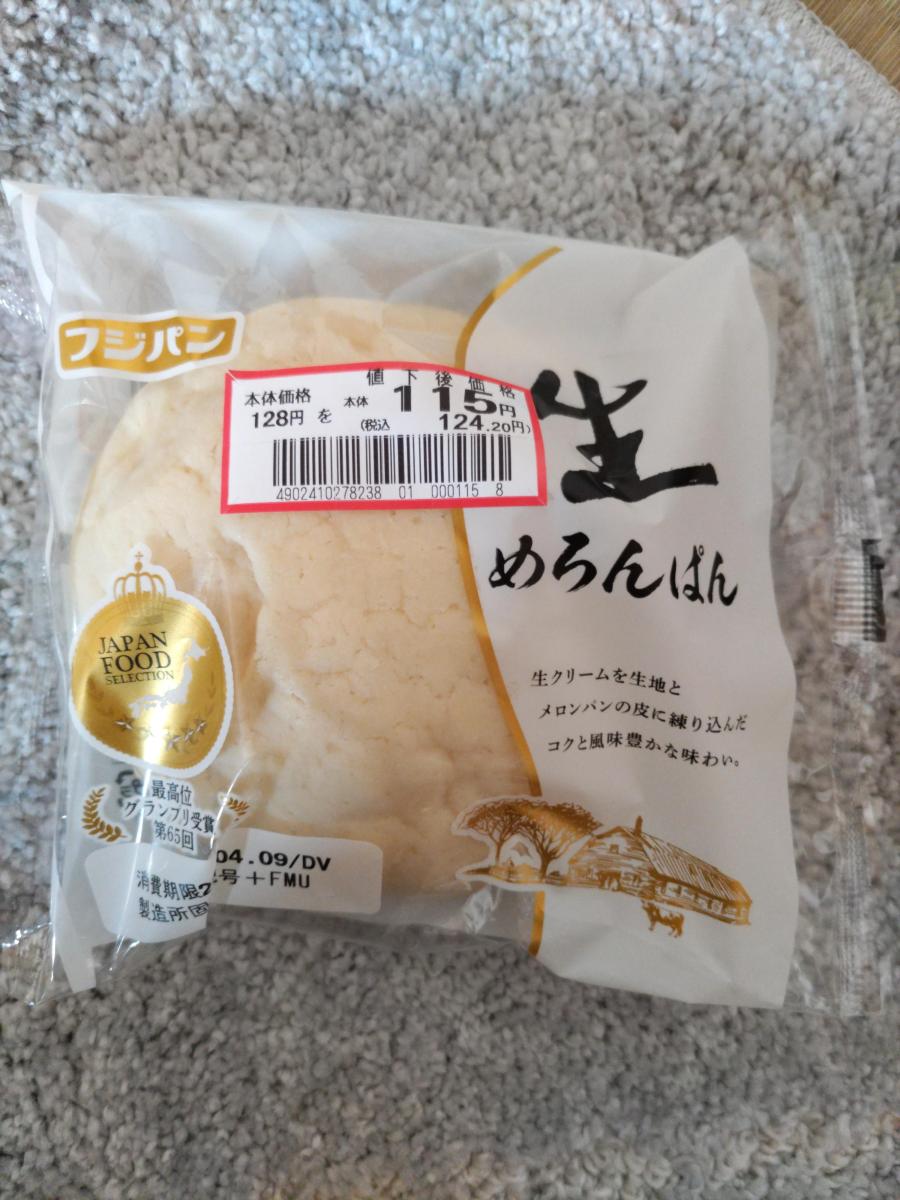 フジパン
値下後価格
本体価格 128円 を 本体 115円
(税込 124.20円)
4902410278238 01 000115 8
生
めろんぱん
生クリームを生地と
メロンパンの皮に練り込んだ
コクと風味豊かな味わい。
JAPAN
FOOD
SELECTION
最高位
グランプリ受賞
第65回
消費期限2 04.09/DV
製造所固 号+FMU